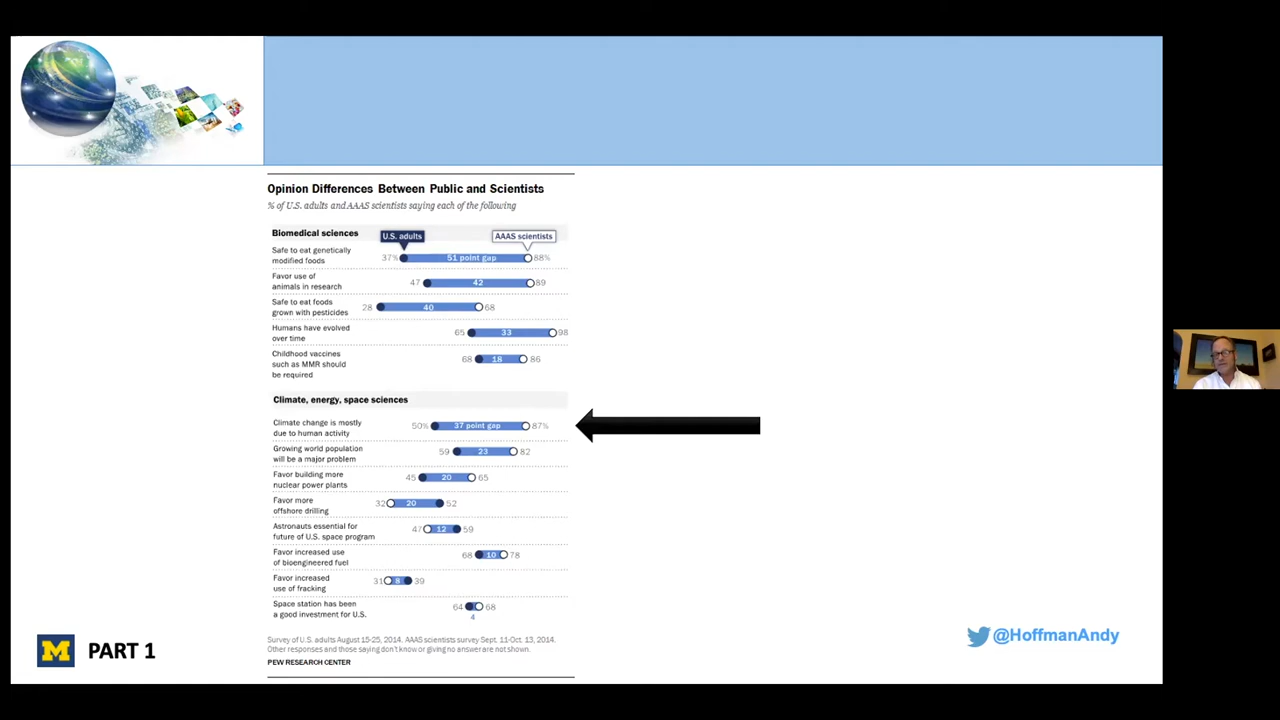 Opinion Differences Between Public and Scientists
% of U.S. adults and AAAS scientists saying each of the following
Biomedical sciences
U.S. adults
AAAS scientists
Safe to eat genetically
modified foods
37% 51 point gap 88%
Favor use of
animals in research
47 42 89
Safe to eat foods
grown with pesticides
28 40 68
Humans have evolved
over time
65 33 98
Childhood vaccines
such as MMR should
be required
68 18 86
Climate, energy, space sciences
Climate change is mostly
due to human activity
50% 37 point gap 87%
Growing world population
will be a major problem
59 23 82
Favor building more
nuclear power plants
45 20 65
Favor more
offshore drilling
32 20 52
Astronauts essential for
future of U.S. space program
47 12 59
Favor increased use
of bioengineered fuel
68 10 78
Favor increased
use of fracking
31 8 39
Space station has been
a good investment for U.S.
64 68
4
Survey of U.S. adults August 15-25, 2014. AAAS scientists survey Sept. 11-Oct. 13, 2014.
Other responses and those saying don't know or giving no answer are not shown.
PEW RESEARCH CENTER
M PART 1
@HoffmanAndy